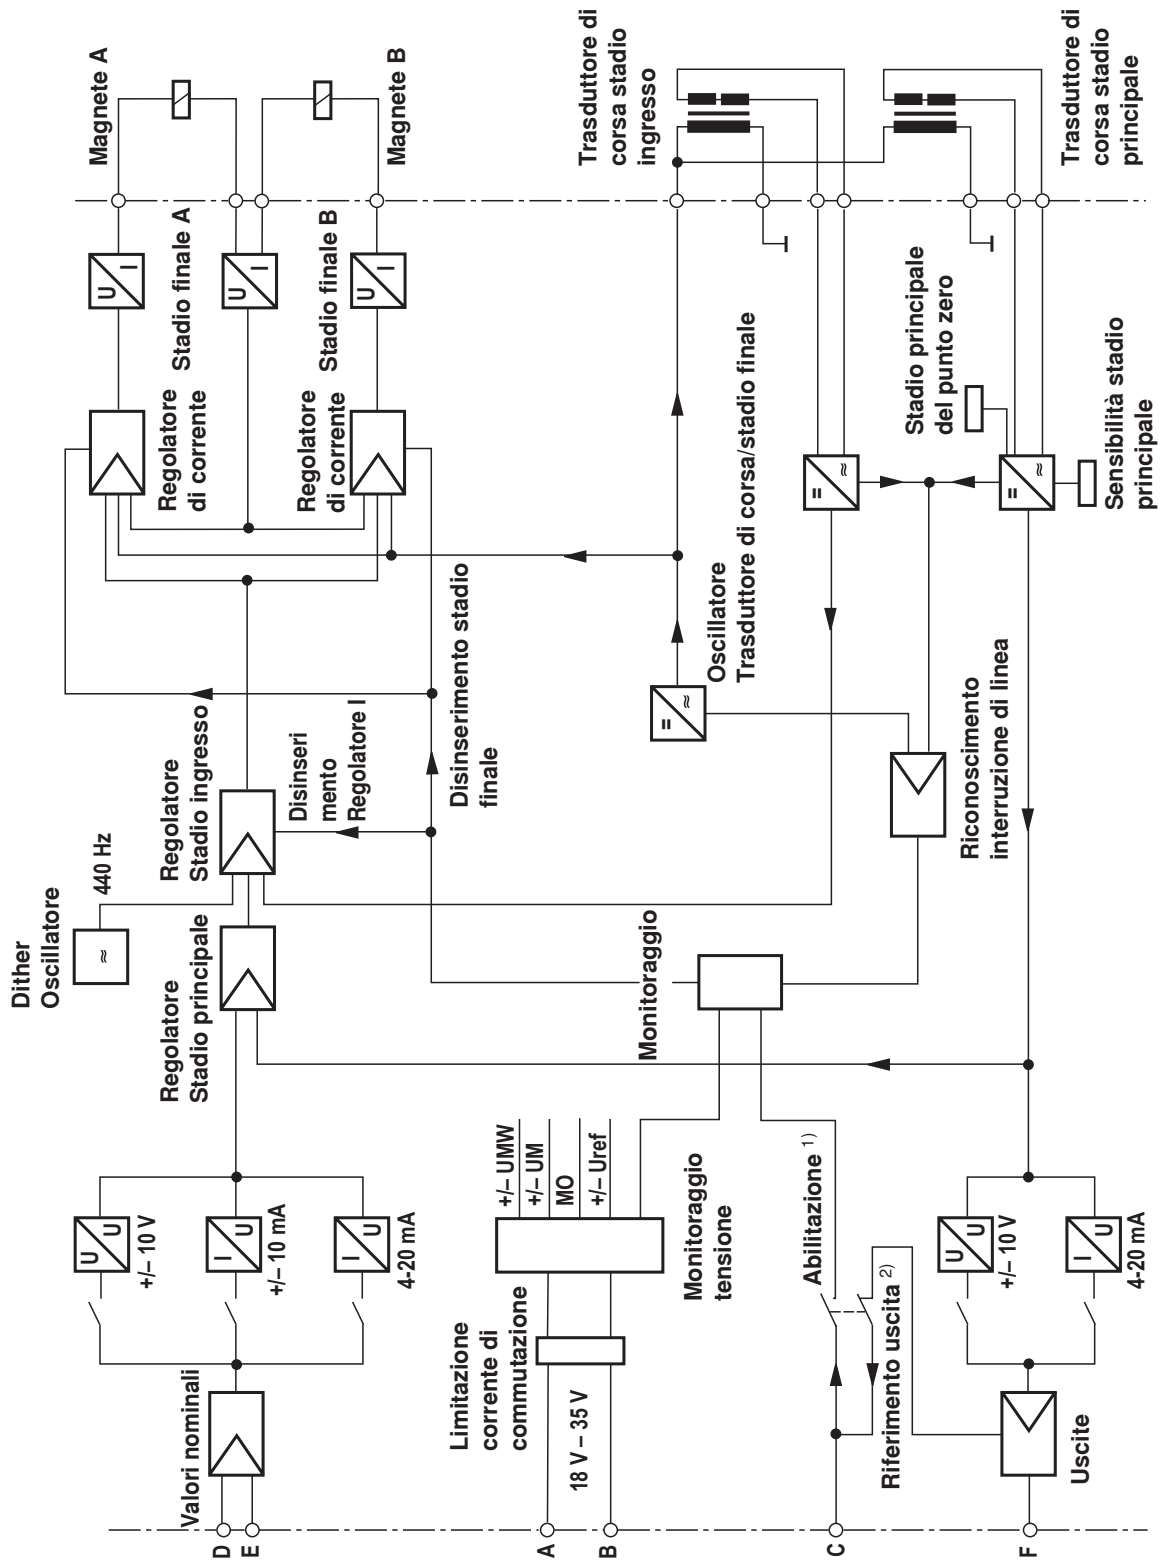 Dither
Oscillatore
440 Hz
≈
Magnete A
Magnete B
Trasduttore di
corsa stadio
ingresso
Trasduttore di
corsa stadio
principale
U
I
Stadio finale A
U
I
Stadio finale B
U
I
Regolatore
di corrente
Regolatore
di corrente
Stadio principale
del punto zero
Sensibilità stadio
principale
=
≈
=
≈
Oscillatore
Trasduttore di corsa/stadio finale
=
≈
Regolatore
Stadio ingresso
Disinseri
mento
Regolatore I
Disinserimento stadio
finale
Riconoscimento
interruzione di linea
Regolatore
Stadio principale
Monitoraggio
U
U
+/– 10 V
I
U
+/– 10 mA
I
U
4-20 mA
+/– UMW
+/– UM
MO
+/– Uref
Monitoraggio
tensione
Abilitazione 1)
Riferimento uscita 2)
U
U
+/– 10 V
I
U
4-20 mA
Valori nominali
Limitazione
corrente di
commutazione
18 V – 35 V
Uscite
D
E
A
B
C
F